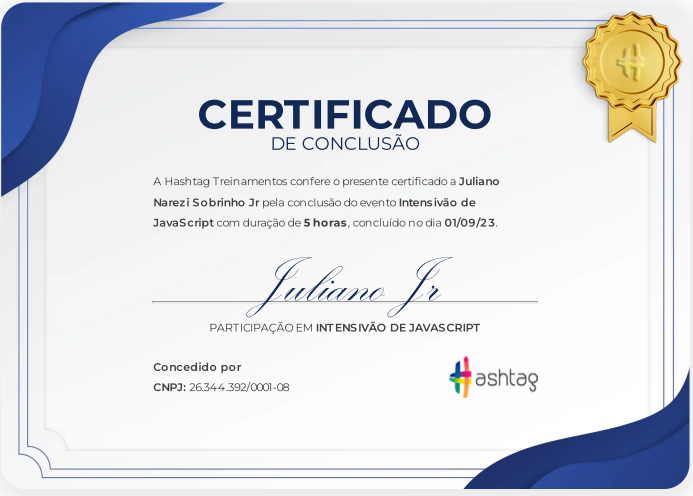 CERTIFICADO
DE CONCLUSÃO
A Hashtag Treinamentos confere o presente certificado a Juliano
Narezi Sobrinho Jr pela conclusão do evento Intensivão de
JavaScript com duração de 5 horas, concluído no dia 01/09/23.
Juliano Jr
PARTICIPAÇÃO EM INTENSIVÃO DE JAVASCRIPT
Concedido por
CNPJ: 26.344.392/0001-08
#ashtag